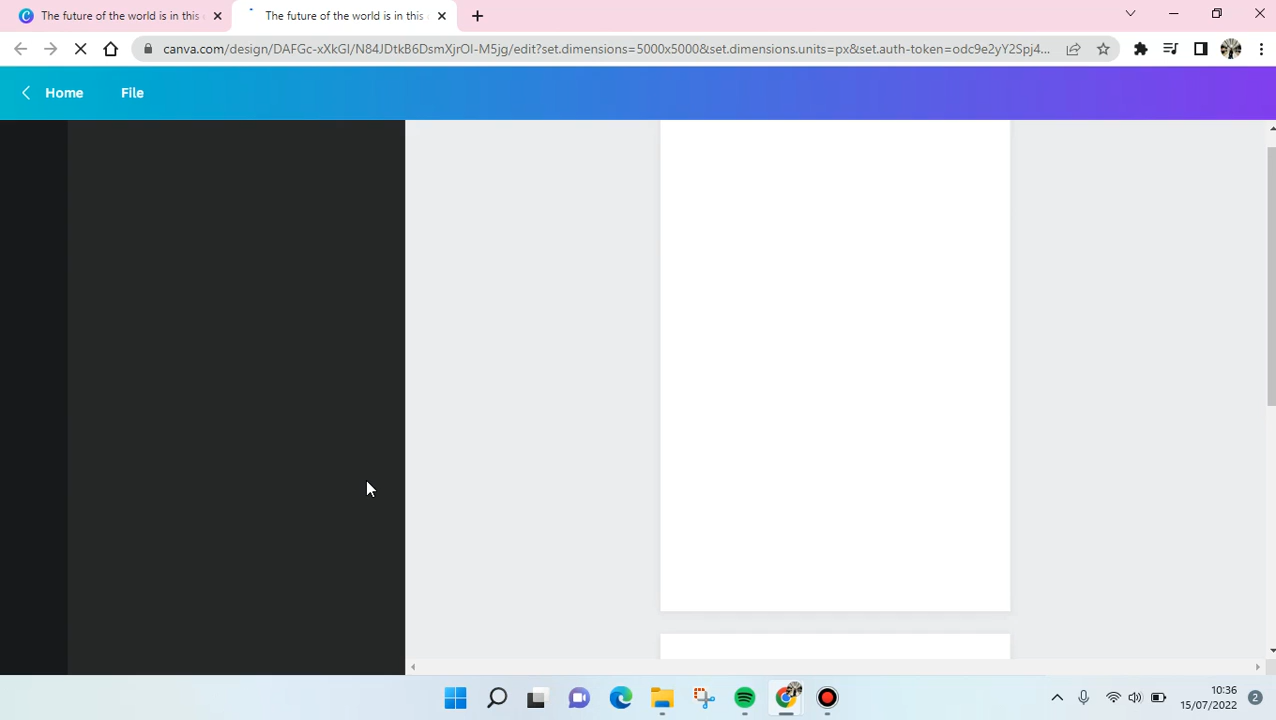 The future of the world is in this
The future of the world is in this
canva.com/design/DAFGc-xXkGI/N84JDtkB6DsmXjrOl-M5jg/edit?set.dimensions=5000x5000&set.dimensions.units=px&set.auth-token=odc9e2yY2Spj4...
Home File
10:36
15/07/2022
2